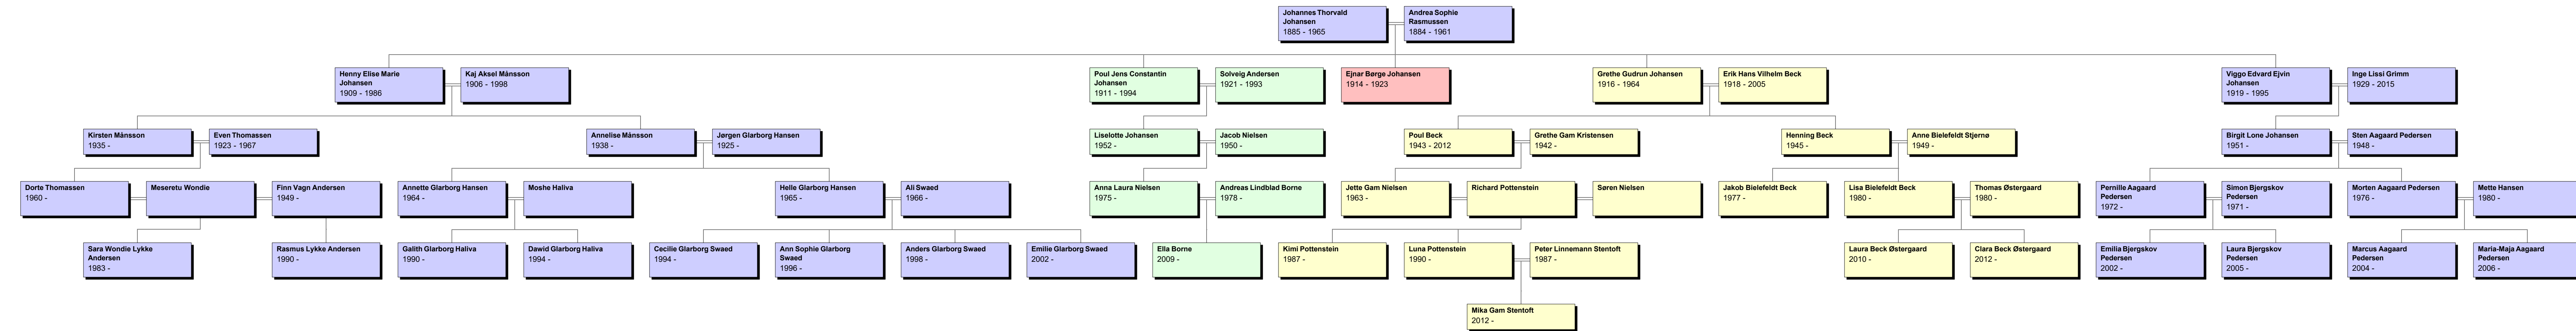 Johannes Thorvald
Johansen
1885 - 1965
Andrea Sophie
Rasmussen
1884 - 1961
Henny Elise Marie
Johansen
1909 - 1986
Kaj Aksel Månsson
1906 - 1998
Poul Jens Constantin
Johansen
1911 - 1994
Solveig Andersen
1921 - 1993
Ejnar Børge Johansen
1914 - 1923
Grethe Gudrun Johansen
1916 - 1964
Erik Hans Vilhelm Beck
1918 - 2005
Viggo Edvard Ejvin
Johansen
1919 - 1995
Inge Lissi Grimm
1929 - 2015
Kirsten Månsson
1935 -
Even Thomassen
1923 - 1967
Annelise Månsson
1938 -
Jørgen Glarborg Hansen
1925 -
Liselotte Johansen
1952 -
Jacob Nielsen
1950 -
Poul Beck
1943 - 2012
Grethe Gam Kristensen
1942 -
Henning Beck
1945 -
Anne Bielefeldt Stjernø
1949 -
Birgit Lone Johansen
1951 -
Sten Aagaard Pedersen
1948 -
Dorte Thomassen
1960 -
Meseretu Wondie
Finn Vagn Andersen
1949 -
Annette Glarborg Hansen
1964 -
Moshe Haliva
Helle Glarborg Hansen
1965 -
Ali Swaed
1966 -
Anna Laura Nielsen
1975 -
Andreas Lindblad Borne
1978 -
Jette Gam Nielsen
1963 -
Richard Pottenstein
Søren Nielsen
Jakob Bielefeldt Beck
1977 -
Lisa Bielefeldt Beck
1980 -
Thomas Østergaard
1980 -
Pernille Aagaard
Pedersen
1972 -
Simon Bjergskov
Pedersen
1971 -
Morten Aagaard Pedersen
1976 -
Mette Hansen
1980 -
Sara Wondie Lykke
Andersen
1983 -
Rasmus Lykke Andersen
1990 -
Galith Glarborg Haliva
1990 -
Dawid Glarborg Haliva
1994 -
Cecilie Glarborg Swaed
1994 -
Ann Sophie Glarborg
Swaed
1996 -
Anders Glarborg Swaed
1998 -
Emilie Glarborg Swaed
2002 -
Ella Borne
2009 -
Kimi Pottenstein
1987 -
Luna Pottenstein
1990 -
Peter Linnemann Stentoft
1987 -
Laura Beck Østergaard
2010 -
Clara Beck Østergaard
2012 -
Emilia Bjergskov
Pedersen
2002 -
Laura Bjergskov
Pedersen
2005 -
Marcus Aagaard
Pedersen
2004 -
Maria-Maja Aagaard
Pedersen
2006 -
Mika Gam Stentoft
2012 -